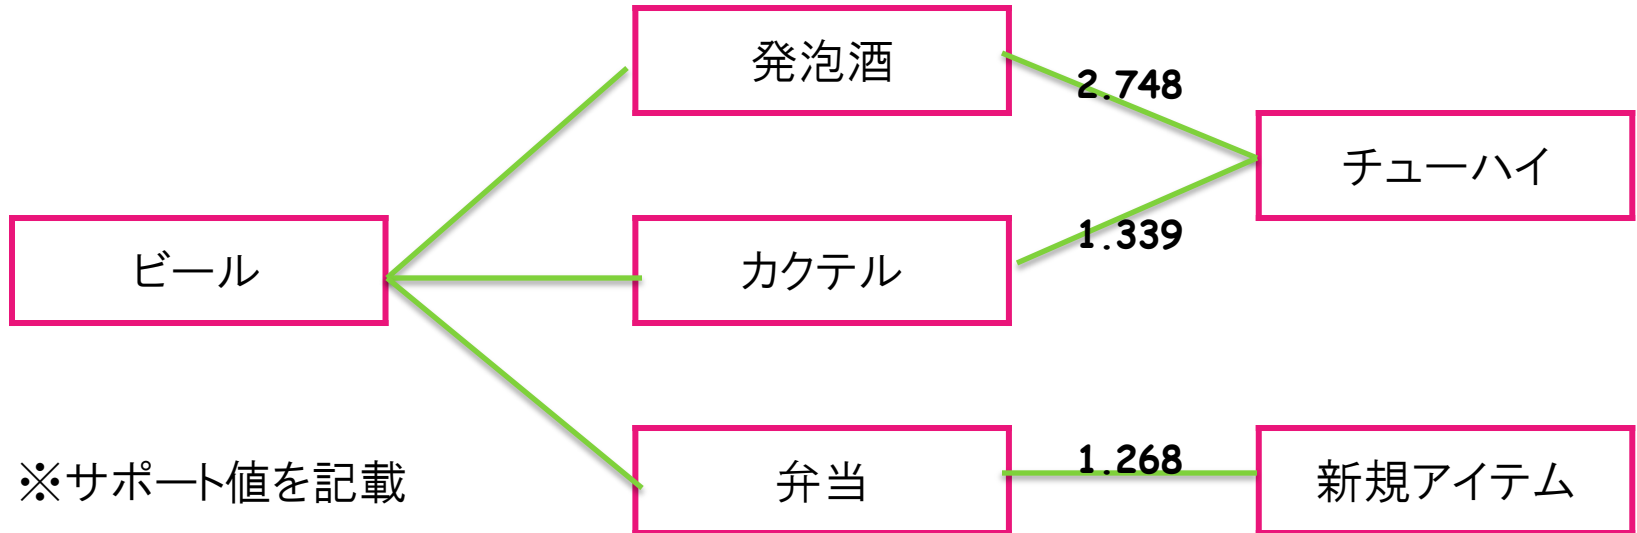 発泡酒
2.748
チューハイ
ビール
カクテル
1.339
弁当
1.268
新規アイテム
※サポート値を記載